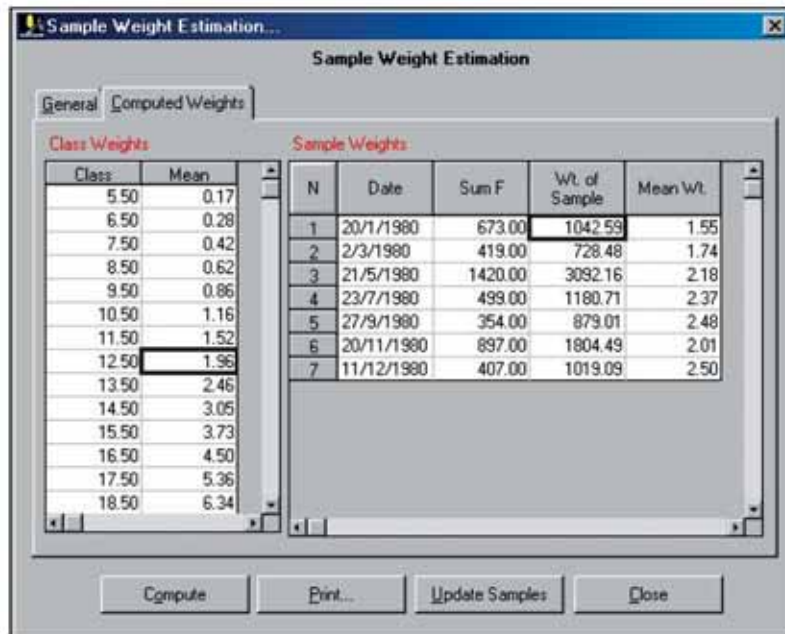 Sample Weight Estimation...
Sample Weight Estimation
General Computed Weights
Class Weights
Class Mean
5.50 0.17
6.50 0.28
7.50 0.42
8.50 0.62
9.50 0.86
10.50 1.16
11.50 1.52
12.50 1.96
13.50 2.46
14.50 3.05
15.50 3.73
16.50 4.50
17.50 5.36
18.50 6.34
Sample Weights
N Date Sum F Wt. of Sample Mean Wt.
1 20/1/1980 673.00 1042.59 1.55
2 2/3/1980 419.00 728.48 1.74
3 21/5/1980 1420.00 3092.16 2.18
4 23/7/1980 499.00 1180.71 2.37
5 27/9/1980 354.00 879.01 2.48
6 20/11/1980 897.00 1804.49 2.01
7 11/12/1980 407.00 1019.09 2.50
Compute Print... Update Samples Close